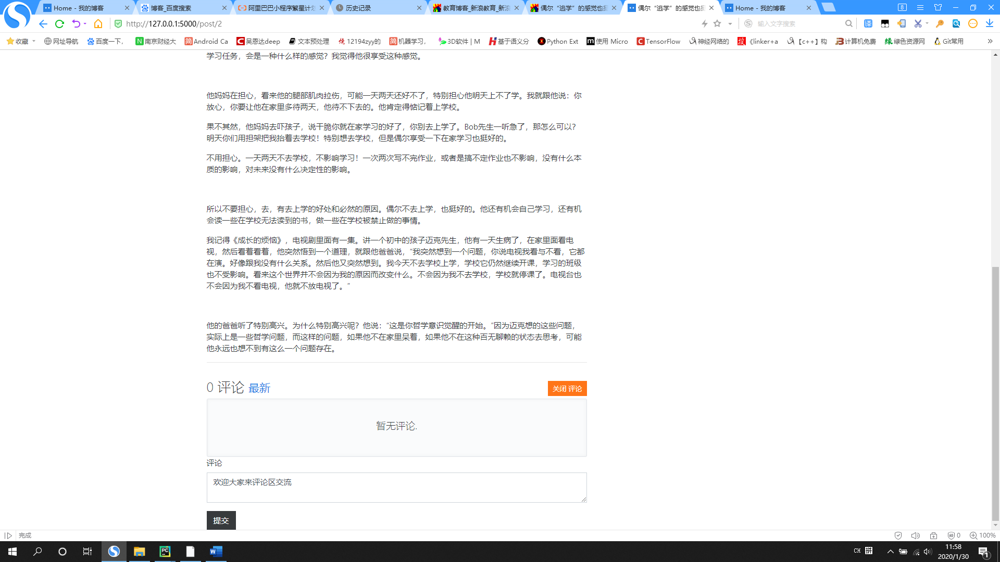 Home - 我的博客
博客_百度搜索
阿里巴巴小程序繁星计划
历史记录
教育博客_新浪教育_新浪
偶尔“逃学”的感觉也挺
偶尔“逃学”的感觉也挺
Home - 我的博客
8
http://127.0.0.1:5000/post/2
输入文字搜索
译
收藏
网址导航
百度一下，
南京财经大
Android Ca
吴恩达deep
文本预处理
12194zyy的
机器学习，
3D软件 | M
基于语义分
Python Ext
使用 Micro
TensorFlow
神经网络的
《linker+a
【c++】构
计算机免费
绿色资源网
Git常用
学习任务，会是一种什么样的感觉？我觉得他很享受这种感觉。
他妈妈在担心，看来他的腿部肌肉拉伤，可能一天两天还好不了，特别担心他明天上不了学。我就跟他说：你
放心，你要让他在家里多待两天，他待不下去的。他肯定得惦记着上学校。
果不其然，他妈妈去吓孩子，说干脆你就在家学习的好了，你别去上学了。Bob先生一听急了，那怎么可以？
明天你们用担架把我抬着去学校！特别想去学校，但是偶尔享受一下在家学习也挺好的。
不用担心。一天两天不去学校，不影响学习！一次两次写不完作业，或者是搞不定作业也不影响，没有什么本
质的影响，对未来没有什么决定性的影响。
所以不要担心，去，有去上学的好处和必然的原因。偶尔不去上学，也挺好的。他还有机会自己学习，还有机
会读一些在学校无法读到的书，做一些在学校被禁止做的事情。
我记得《成长的烦恼》，电视剧里面有一集。讲一个初中的孩子迈克先生，他有一天生病了，在家里面看电
视，然后看着看着，他突然悟到一个道理，就跟他爸爸说，“我突然想到一个问题，你说电视我看与不看，它都
在演。好像跟我没有什么关系。然后他又突然想到。我今天不去学校上学，学校它仍然继续开课，学习的班级
也不受影响。看来这个世界并不会因为我的原因而改变什么。不会因为我不去学校，学校就停课了。电视台也
不会因为我不看电视，他就不放电视了。”
他的爸爸听了特别高兴。为什么特别高兴呢？他说：“这是你哲学意识觉醒的开始。”因为迈克想的这些问题，
实际上是一些哲学问题，而这样的问题，如果他不在家里呆着，如果他不在这种百无聊赖的状态去思考，可能
他永远也想不到有这么一个问题存在。
0 评论 最新
关闭 评论
暂无评论.
评论
欢迎大家来评论区交流
提交
完成
0
100%
CH 拼
11:58
2020/1/30
1